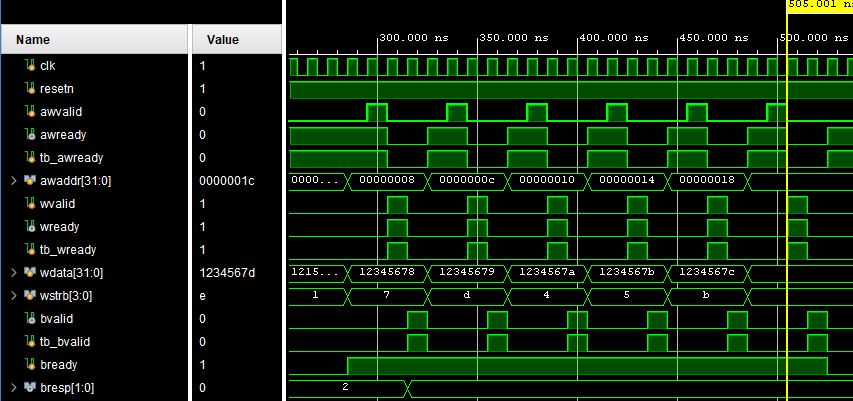 505.001 n
Name Value
300.000 ns 350.000 ns 400.000 ns 450.000 ns 500.000 ns
clk 1
resetn 1
awvalid 0
awready 0
tb_awready 0
awaddr[31:0] 0000001c 0000... 00000008 0000000c 00000010 00000014 00000018
wvalid 1
wready 1
tb_wready 1
wdata[31:0] 1234567d 1215... 12345678 12345679 1234567a 1234567b 1234567c
wstrb[3:0] e 1 7 d 4 5 b
bvalid 0
tb_bvalid 0
bready 1
bresp[1:0] 0 2